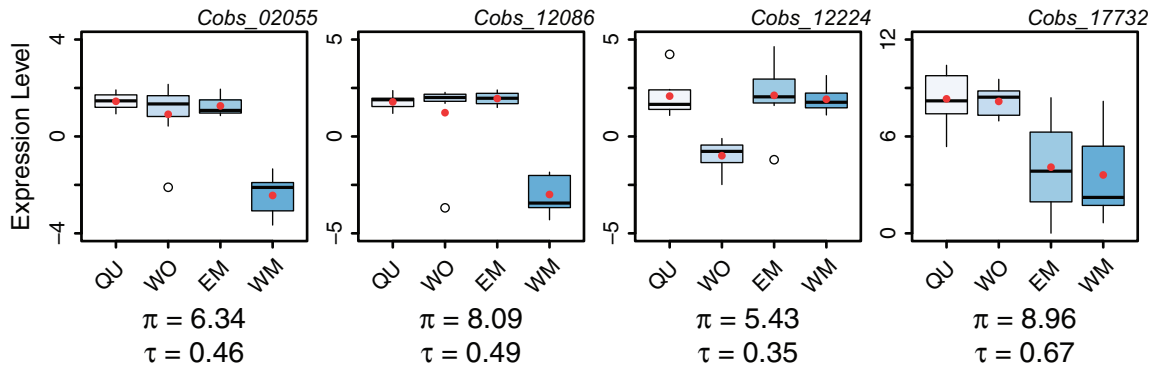 Cobs_02055 Cobs_12086 Cobs_12224 Cobs_17732
Expression Level
4 0 −4
5 0 −5
5 0 −5
12 6 0
QU WO EM WM QU WO EM WM QU WO EM WM QU WO EM WM
π = 6.34 π = 8.09 π = 5.43 π = 8.96
τ = 0.46 τ = 0.49 τ = 0.35 τ = 0.67